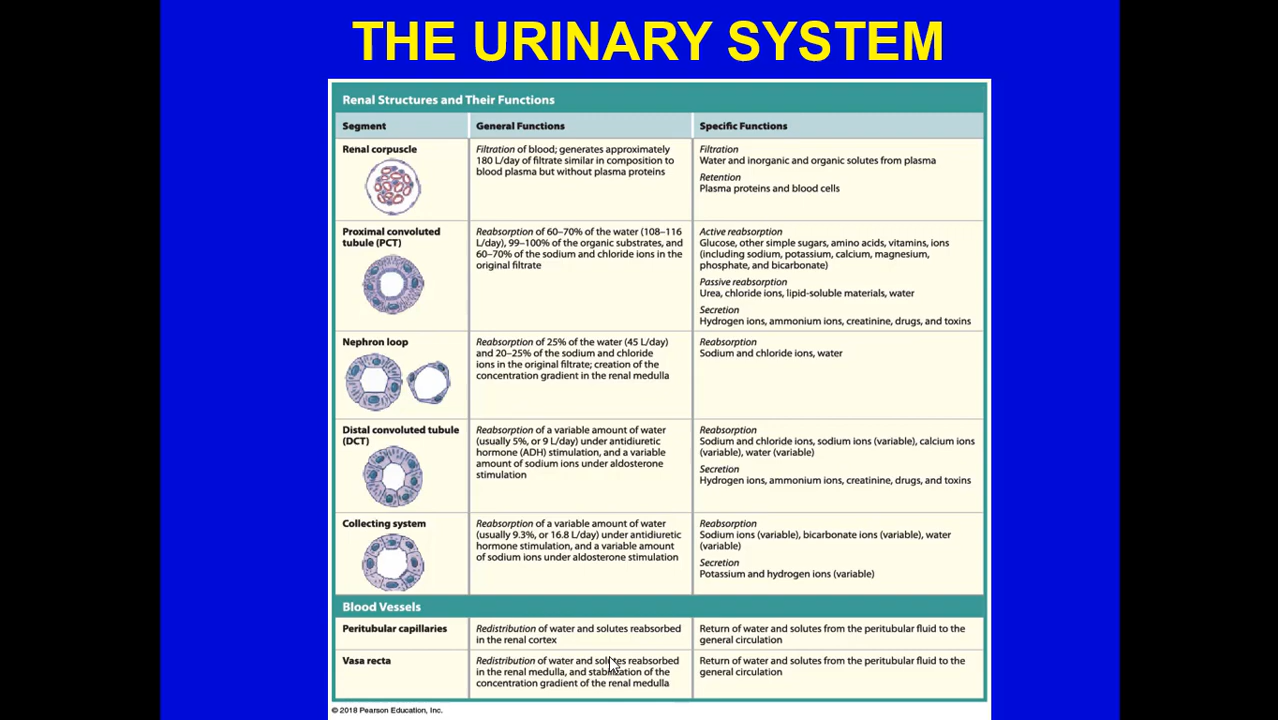 THE URINARY SYSTEM
Renal Structures and Their Functions
Segment
General Functions
Specific Functions
Renal corpuscle
Filtration of blood; generates approximately
180 L/day of filtrate similar in composition to
blood plasma but without plasma proteins
Filtration
Water and inorganic and organic solutes from plasma
Retention
Plasma proteins and blood cells
Proximal convoluted
tubule (PCT)
Reabsorption of 60–70% of the water (108–116
L/day), 99–100% of the organic substrates, and
60–70% of the sodium and chloride ions in the
original filtrate
Active reabsorption
Glucose, other simple sugars, amino acids, vitamins, ions
(including sodium, potassium, calcium, magnesium,
phosphate, and bicarbonate)
Passive reabsorption
Urea, chloride ions, lipid-soluble materials, water
Secretion
Hydrogen ions, ammonium ions, creatinine, drugs, and toxins
Nephron loop
Reabsorption of 25% of the water (45 L/day)
and 20–25% of the sodium and chloride
ions in the original filtrate; creation of the
concentration gradient in the renal medulla
Reabsorption
Sodium and chloride ions, water
Distal convoluted tubule
(DCT)
Reabsorption of a variable amount of water
(usually 5%, or 9 L/day) under antidiuretic
hormone (ADH) stimulation, and a variable
amount of sodium ions under aldosterone
stimulation
Reabsorption
Sodium and chloride ions, sodium ions (variable), calcium ions
(variable), water (variable)
Secretion
Hydrogen ions, ammonium ions, creatinine, drugs, and toxins
Collecting system
Reabsorption of a variable amount of water
(usually 9.3%, or 16.8 L/day) under antidiuretic
hormone stimulation, and a variable amount
of sodium ions under aldosterone stimulation
Reabsorption
Sodium ions (variable), bicarbonate ions (variable), water
(variable)
Secretion
Potassium and hydrogen ions (variable)
Blood Vessels
Peritubular capillaries
Redistribution of water and solutes reabsorbed
in the renal cortex
Return of water and solutes from the peritubular fluid to the
general circulation
Vasa recta
Redistribution of water and solutes reabsorbed
in the renal medulla, and stabilization of the
concentration gradient of the renal medulla
Return of water and solutes from the peritubular fluid to the
general circulation
© 2018 Pearson Education, Inc.